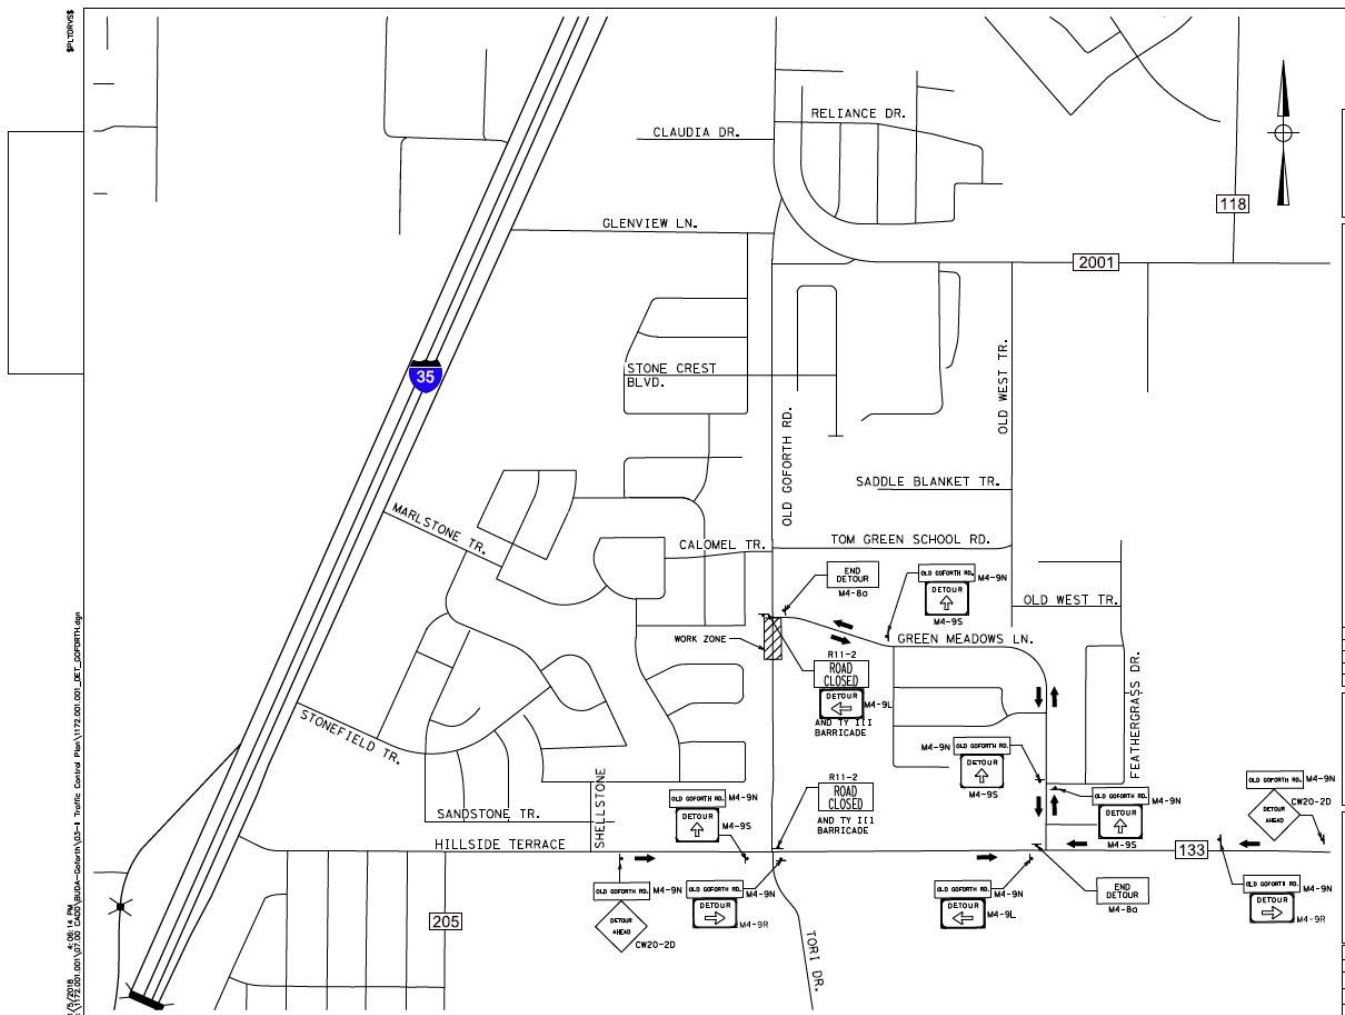 $PLTDRVS$
RELIANCE DR.
CLAUDIA DR.
118
GLENVIEW LN.
2001
35
STONE CREST
BLVD.
OLD WEST TR.
OLD GOFORTH RD.
SADDLE BLANKET TR.
MARLSTONE TR.
CALOMEL TR.
TOM GREEN SCHOOL RD.
END
DETOUR
M4-8a
OLD GOFORTH RD.
M4-9N
DETOUR
M4-9S
OLD WEST TR.
WORK ZONE
GREEN MEADOWS LN.
R11-2
ROAD
CLOSED
DETOUR
M4-9L
AND TY III
BARRICADE
FEATHERGRASS DR.
STONEFIELD TR.
M4-9N
OLD GOFORTH RD.
DETOUR
M4-9S
R11-2
ROAD
CLOSED
AND TY III
BARRICADE
OLD GOFORTH RD.
M4-9N
DETOUR
M4-9S
OLD GOFORTH RD.
M4-9N
DETOUR
M4-9S
OLD GOFORTH RD.
M4-9N
DETOUR
AHEAD
CW20-2D
SANDSTONE TR.
SHELLSTONE
HILLSIDE TERRACE
133
OLD GOFORTH RD.
M4-9N
DETOUR
AHEAD
CW20-2D
OLD GOFORTH RD.
M4-9N
DETOUR
M4-9R
OLD GOFORTH RD.
M4-9N
DETOUR
M4-9L
END
DETOUR
M4-8a
OLD GOFORTH RD.
M4-9N
DETOUR
M4-9R
205
TORI DR.
4:08:14 PM